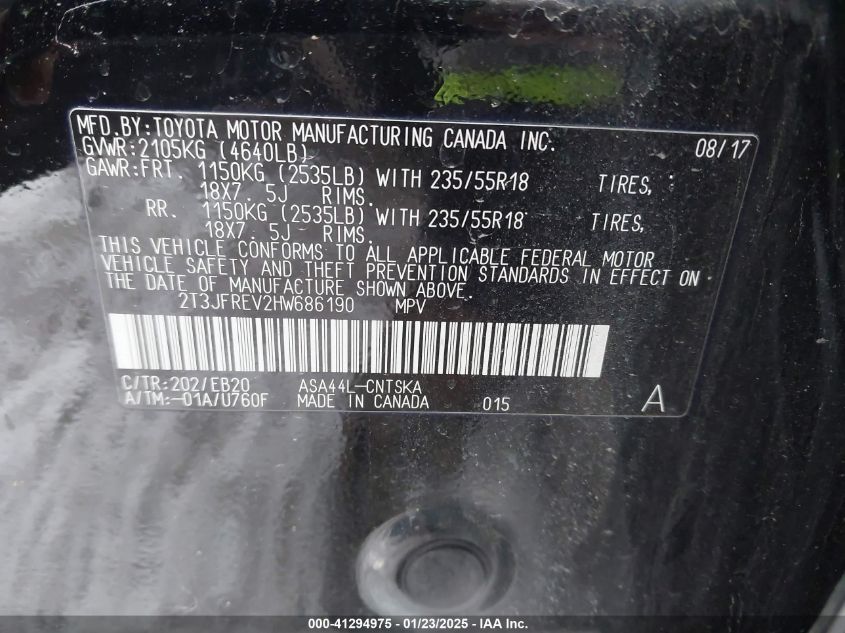 MFD.BY:TOYOTA MOTOR MANUFACTURING CANADA INC. 08/17
GVWR:2105KG (4640LB)
GAWR:FRT. 1150KG (2535LB) WITH 235/55R18 TIRES,
18X7.5J RIMS.
RR. 1150KG (2535LB) WITH 235/55R18 TIRES,
18X7.5J RIMS.
THIS VEHICLE CONFORMS TO ALL APPLICABLE FEDERAL MOTOR
VEHICLE SAFETY AND THEFT PREVENTION STANDARDS IN EFFECT ON
THE DATE OF MANUFACTURE SHOWN ABOVE.
2T3JFREV2HW686190 MPV
C/TR:202/EB20 ASA44L-CNTSKA
A/TM:-01A/U760F MADE IN CANADA 015 A
000-41294975 - 01/23/2025 - IAA Inc.